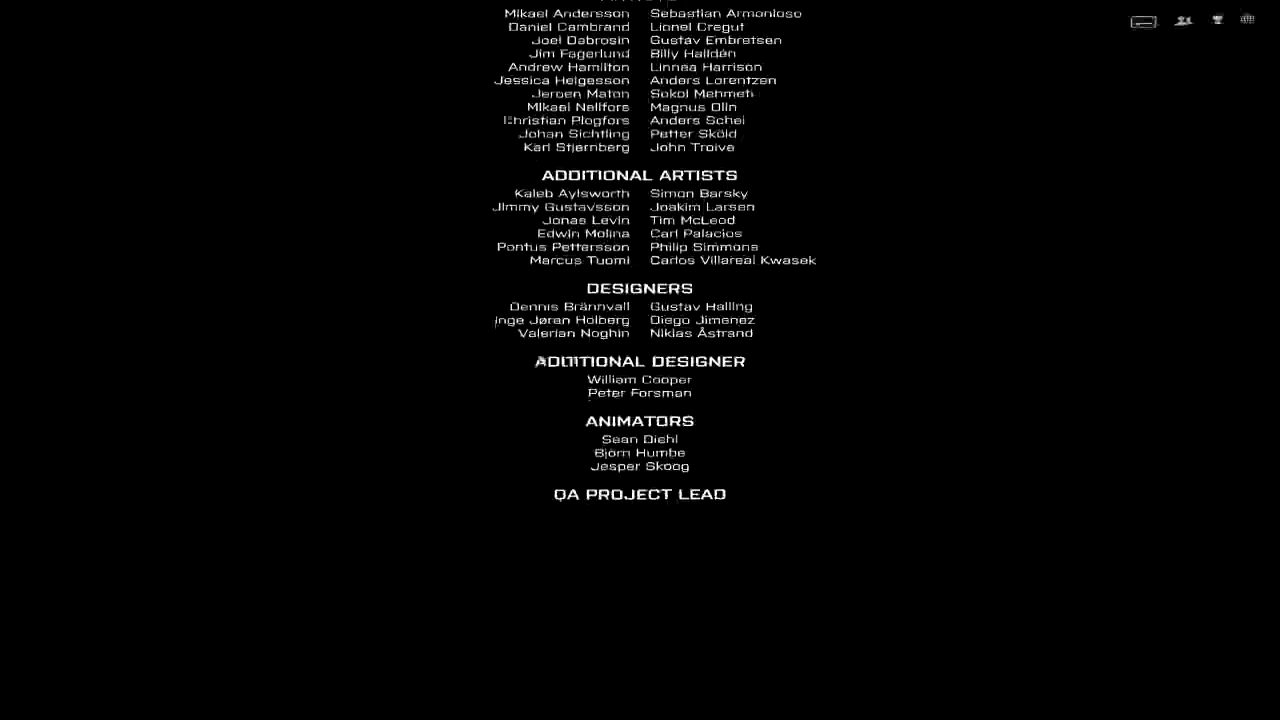 Mikael Andersson Sebastian Armonioso
Daniel Cambrand Lionel Cregut
Joel Dabrosin Gustav Embretsen
Jim Fagerlund Billy Halldén
Andrew Hamilton Linnea Harrison
Jessica Helgesson Anders Lorentzen
Jeroen Maton Sokol Mehmeti
Mikael Nellfors Magnus Olin
Christian Plogfors Anders Schei
Johan Sichtling Petter Sköld
Karl Stjernberg John Troive
ADDITIONAL ARTISTS
Kaleb Aylsworth Simon Barsky
Jimmy Gustavsson Joakim Larsen
Jonas Levin Tim McLeod
Edwin Molina Carl Palacios
Pontus Pettersson Philip Simmons
Marcus Tuomi Carlos Villareal Kwasek
DESIGNERS
Dennis Brännvall Gustav Halling
Inge Jøran Holberg Diego Jimenez
Valerian Noghin Niklas Åstrand
ADDITIONAL DESIGNER
William Cooper
Peter Forsman
ANIMATORS
Sean Diehl
Björn Humbe
Jesper Skoog
QA PROJECT LEAD